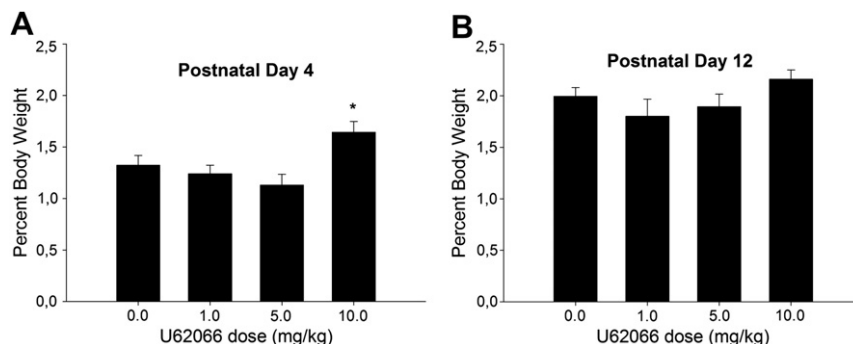 A
Postnatal Day 4
Percent Body Weight
2,5
2,0
1,5
1,0
0,5
0,0
*
0.0 1.0 5.0 10.0
U62066 dose (mg/kg)
B
Postnatal Day 12
Percent Body Weight
2,5
2,0
1,5
1,0
0,5
0,0
0.0 1.0 5.0 10.0
U62066 dose (mg/kg)